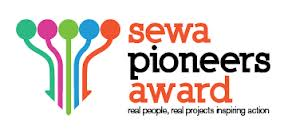 sewa
pioneers
award
real people, real projects inspiring action